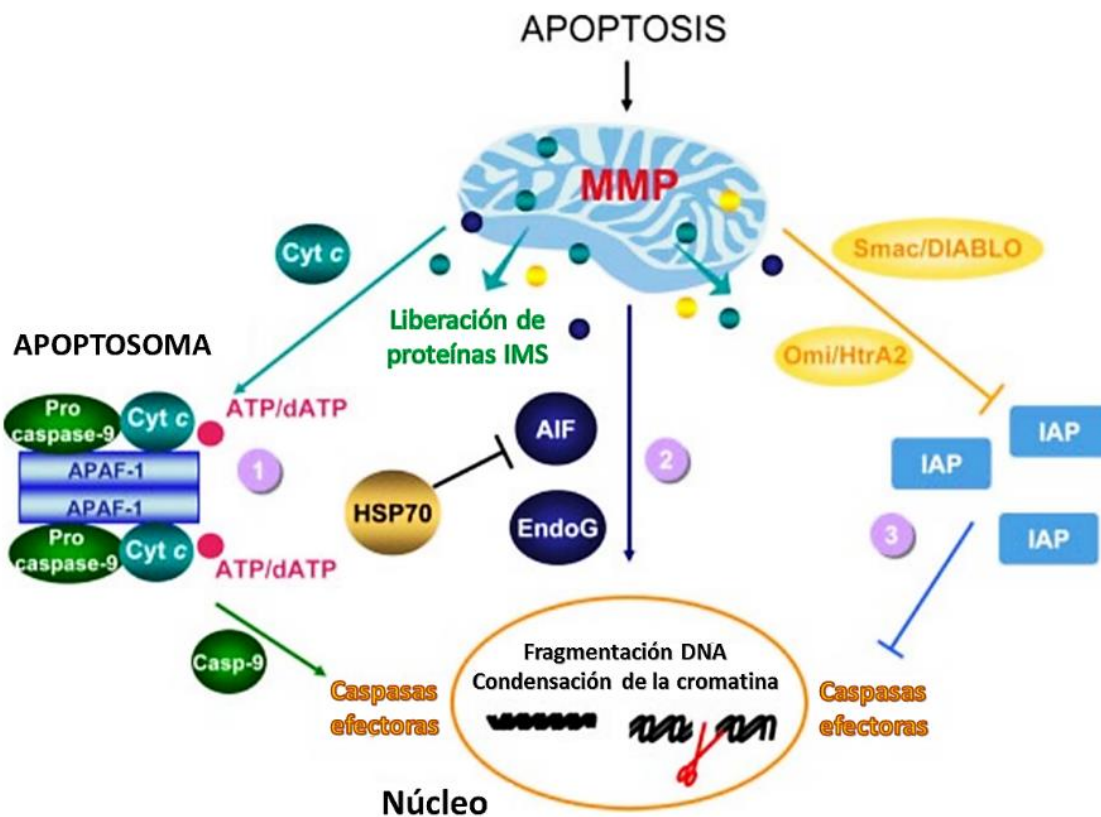 APOPTOSIS
MMP
Cyt c
Smac/DIABLO
Liberación de
proteínas IMS
Omi/HtrA2
APOPTOSOMA
ATP/dATP
Pro
caspase-9
Cyt c
APAF-1
APAF-1
Pro
caspase-9
Cyt c
ATP/dATP
1
HSP70
AIF
EndoG
2
IAP
IAP
IAP
3
Casp-9
Caspasas
efectoras
Fragmentación DNA
Condensación de la cromatina
Caspasas
efectoras
Núcleo